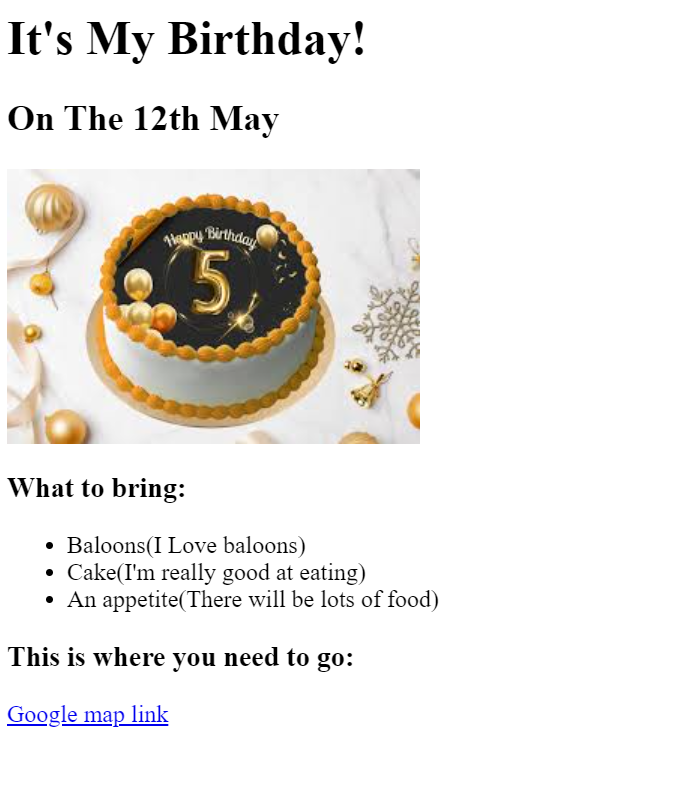 It's My Birthday!
On The 12th May
Happy Birthday
5
What to bring:
Baloons(I Love baloons)
Cake(I'm really good at eating)
An appetite(There will be lots of food)
This is where you need to go:
Google map link